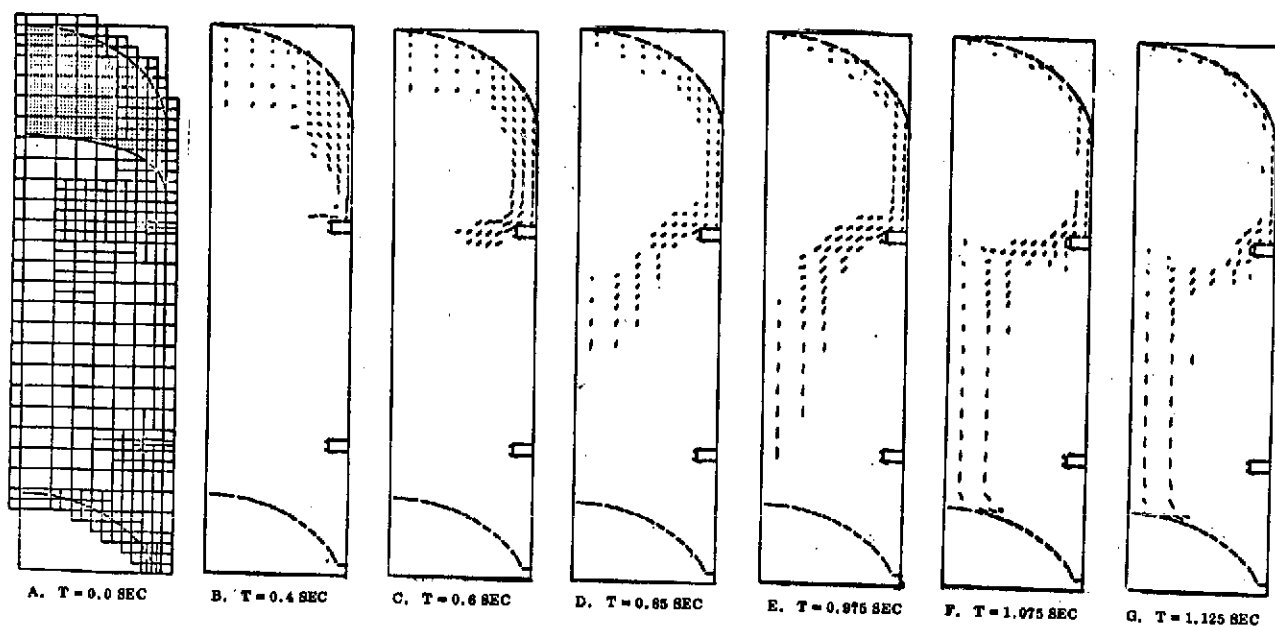 A. T = 0.0 SEC
B. T = 0.4 SEC
C. T = 0.6 SEC
D. T = 0.85 SEC
E. T = 0.975 SEC
F. T = 1.075 SEC
G. T = 1.125 SEC